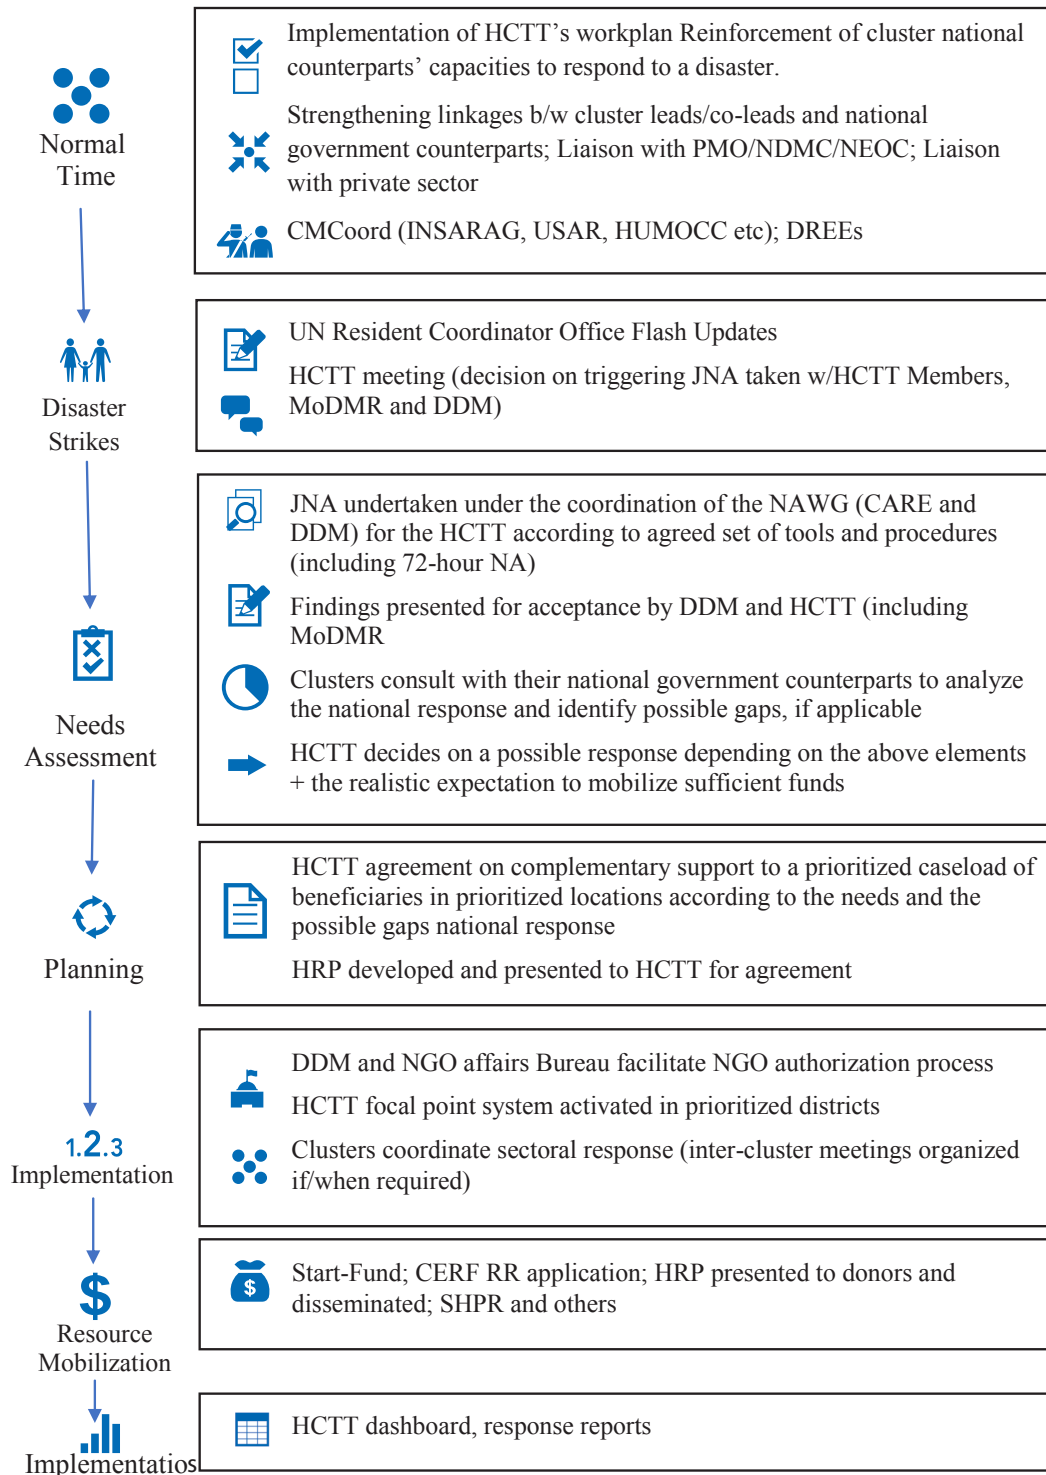 Normal
Time
Implementation of HCTT’s workplan Reinforcement of cluster national
counterparts’ capacities to respond to a disaster.
Strengthening linkages b/w cluster leads/co-leads and national
government counterparts; Liaison with PMO/NDMC/NEOC; Liaison
with private sector
CMCoord (INSARAG, USAR, HUMOCC etc); DREEs
Disaster
Strikes
UN Resident Coordinator Office Flash Updates
HCTT meeting (decision on triggering JNA taken w/HCTT Members,
MoDMR and DDM)
Needs
Assessment
JNA undertaken under the coordination of the NAWG (CARE and
DDM) for the HCTT according to agreed set of tools and procedures
(including 72-hour NA)
Findings presented for acceptance by DDM and HCTT (including
MoDMR
Clusters consult with their national government counterparts to analyze
the national response and identify possible gaps, if applicable
HCTT decides on a possible response depending on the above elements
+ the realistic expectation to mobilize sufficient funds
Planning
HCTT agreement on complementary support to a prioritized caseload of
beneficiaries in prioritized locations according to the needs and the
possible gaps national response
HRP developed and presented to HCTT for agreement
1.2.3
Implementation
DDM and NGO affairs Bureau facilitate NGO authorization process
HCTT focal point system activated in prioritized districts
Clusters coordinate sectoral response (inter-cluster meetings organized
if/when required)
$
Resource
Mobilization
$
Start-Fund; CERF RR application; HRP presented to donors and
disseminated; SHPR and others
Implementatios
HCTT dashboard, response reports